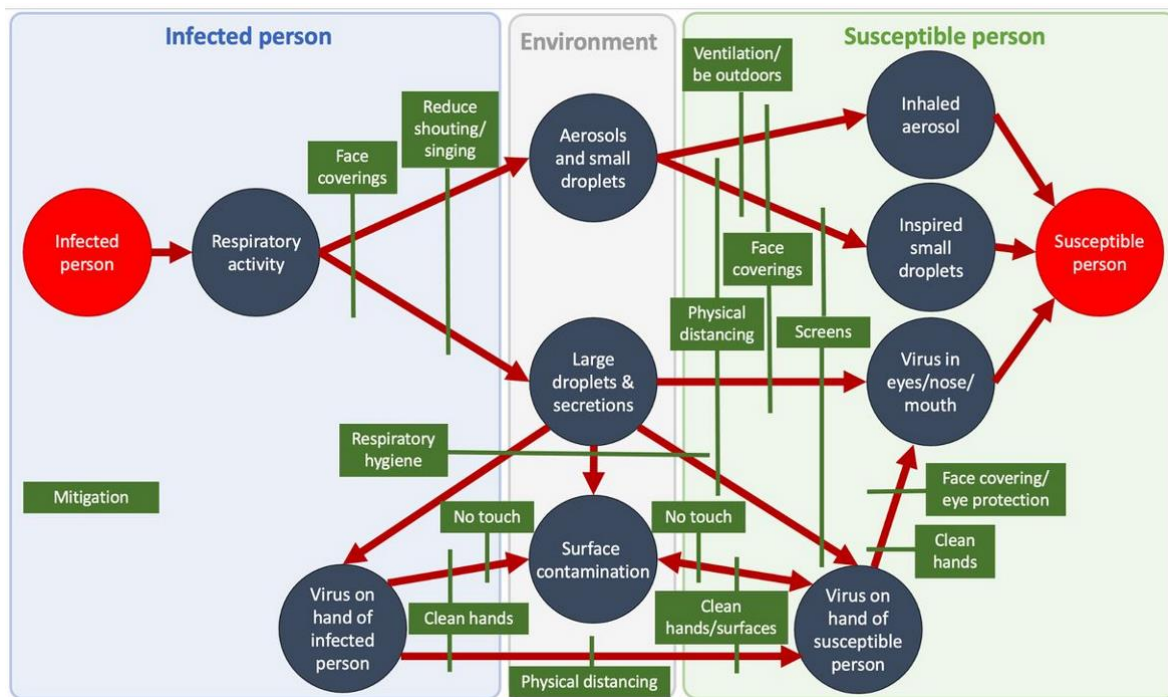 Infected person
Environment
Susceptible person
Ventilation/
be outdoors
Reduce
shouting/
singing
Face
coverings
Aerosols
and small
droplets
Inhaled
aerosol
Infected
person
Respiratory
activity
Inspired
small
droplets
Susceptible
person
Face
coverings
Physical
distancing
Screens
Large
droplets &
secretions
Virus in
eyes/nose/
mouth
Respiratory
hygiene
Mitigation
Face covering/
eye protection
No touch
No touch
Surface
contamination
Clean
hands
Virus on
hand of
infected
person
Clean hands
Clean
hands/surfaces
Virus on
hand of
susceptible
person
Physical distancing